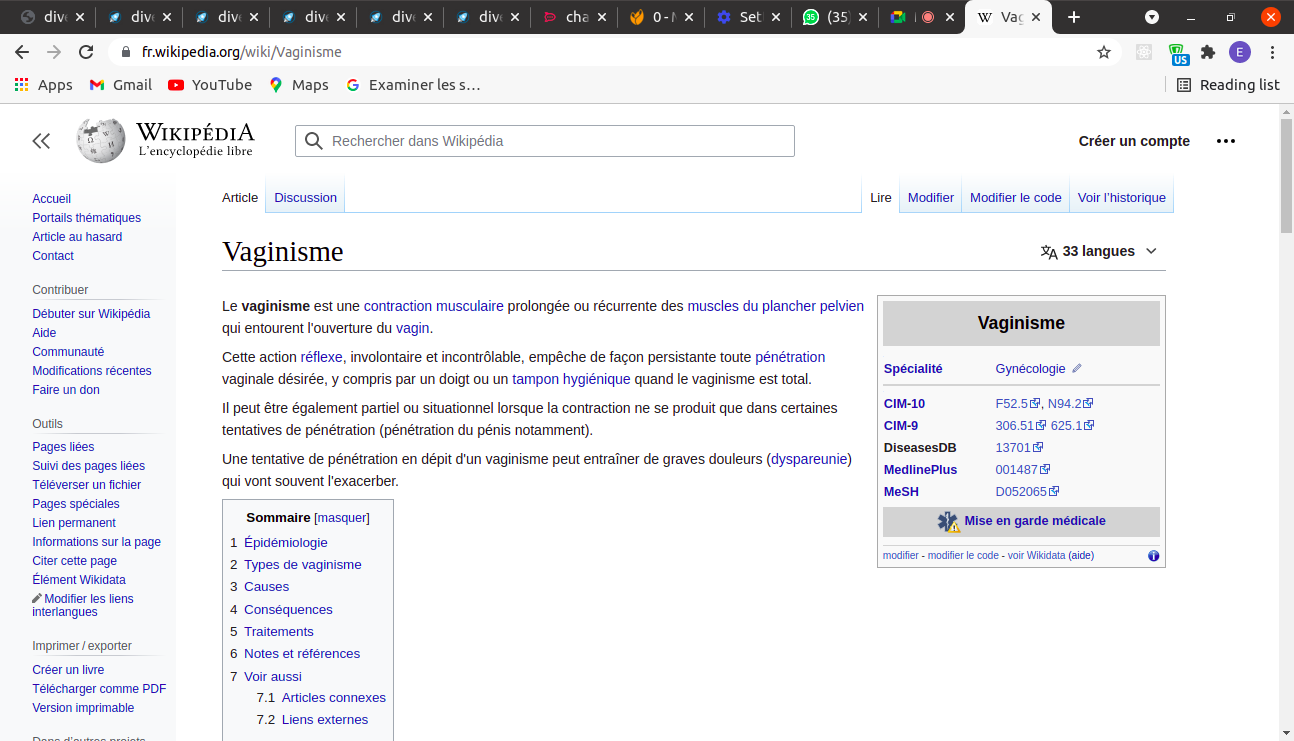 dive
dive
dive
dive
dive
dive
cha
0 - M
Set
(35)
Vag
fr.wikipedia.org/wiki/Vaginisme
E
US
Apps
Gmail
YouTube
Maps
Examiner les s…
Reading list
WIKIPÉDIA
L'encyclopédie libre
Rechercher dans Wikipédia
Créer un compte
Accueil
Portails thématiques
Article au hasard
Contact
Contribuer
Débuter sur Wikipédia
Aide
Communauté
Modifications récentes
Faire un don
Outils
Pages liées
Suivi des pages liées
Téléverser un fichier
Pages spéciales
Lien permanent
Informations sur la page
Citer cette page
Élément Wikidata
Modifier les liens
interlangues
Imprimer / exporter
Créer un livre
Télécharger comme PDF
Version imprimable
Dans d'autres projets
Article Discussion
Lire Modifier Modifier le code Voir l'historique
Vaginisme
33 langues
Le vaginisme est une contraction musculaire prolongée ou récurrente des muscles du plancher pelvien
qui entourent l'ouverture du vagin.
Cette action réflexe, involontaire et incontrôlable, empêche de façon persistante toute pénétration
vaginale désirée, y compris par un doigt ou un tampon hygiénique quand le vaginisme est total.
Il peut être également partiel ou situationnel lorsque la contraction ne se produit que dans certaines
tentatives de pénétration (pénétration du pénis notamment).
Une tentative de pénétration en dépit d'un vaginisme peut entraîner de graves douleurs (dyspareunie)
qui vont souvent l'exacerber.
Sommaire [masquer]
1 Épidémiologie
2 Types de vaginisme
3 Causes
4 Conséquences
5 Traitements
6 Notes et références
7 Voir aussi
7.1 Articles connexes
7.2 Liens externes
Vaginisme
Spécialité Gynécologie
CIM-10 F52.5, N94.2
CIM-9 306.51 625.1
DiseasesDB 13701
MedlinePlus 001487
MeSH D052065
Mise en garde médicale
modifier - modifier le code - voir Wikidata (aide)